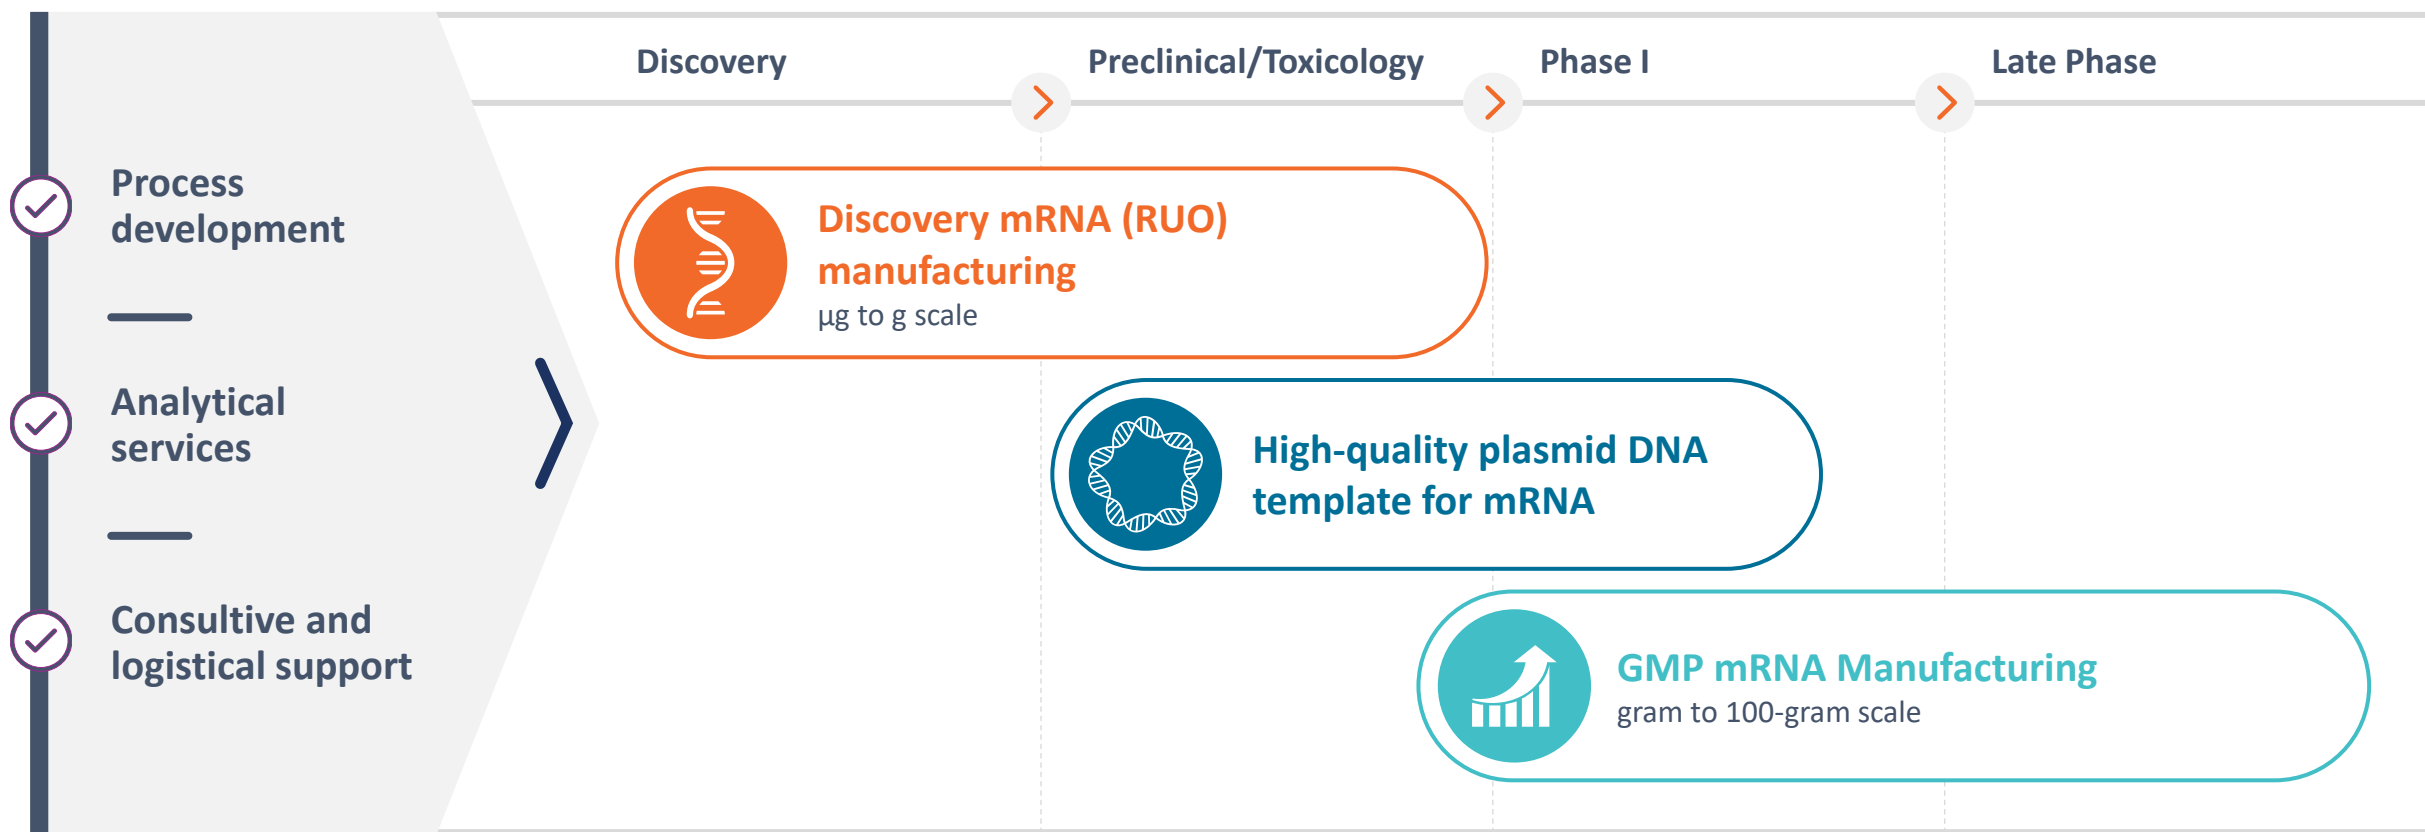 Discovery
Preclinical/Toxicology
Phase I
Late Phase
Process
development
Analytical
services
Consultive and
logistical support
Discovery mRNA (RUO)
manufacturing
µg to g scale
High-quality plasmid DNA
template for mRNA
GMP mRNA Manufacturing
gram to 100-gram scale